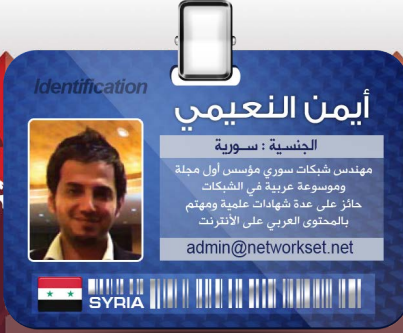 Identification
أيمن النعيمي
الجنسية : سـورية
مهندس شبكات سوري مؤسس أول مجلة
وموسوعة عربية في الشبكات
حائز على عدة شهادات علمية ومهتم
بالمحتوى العربي على الأنترنت
admin@networkset.net
SYRIA